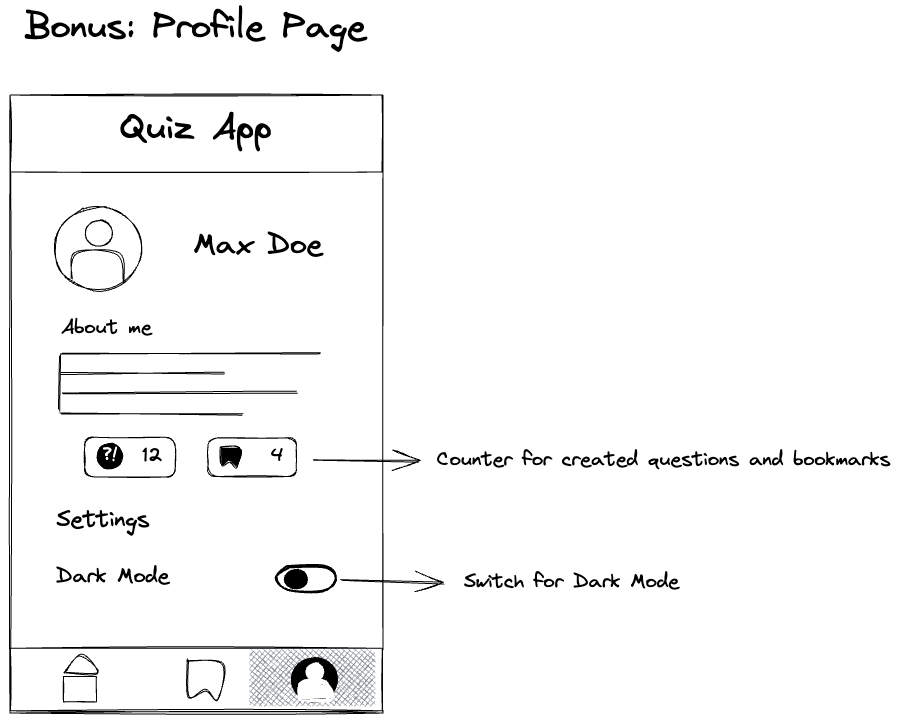 Bonus: Profile Page
Quiz App
Max Doe
About me
?! 12
4
Counter for created questions and bookmarks
Settings
Dark Mode
Switch for Dark Mode